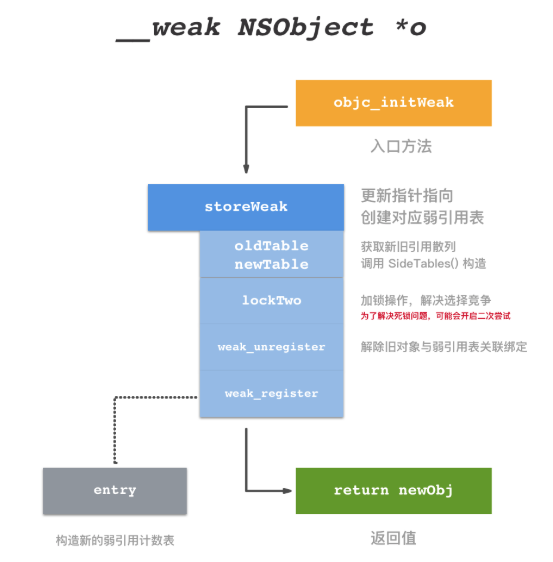 __weak NSObject *o
objc_initWeak
入口方法
storeWeak
更新指针指向
创建对应弱引用表
oldTable
newTable
获取新旧引用散列
调用 SideTables() 构造
lockTwo
加锁操作，解决选择竞争
为了解决死锁问题，可能会开启二次尝试
weak_unregister
解除旧对象与弱引用表关联绑定
weak_register
entry
构造新的弱引用计数表
return newObj
返回值